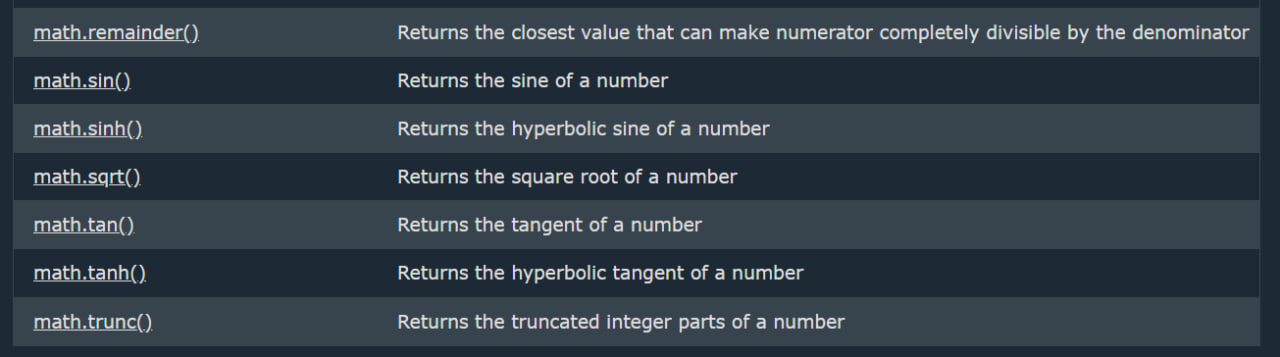 math.remainder() Returns the closest value that can make numerator completely divisible by the denominator
math.sin() Returns the sine of a number
math.sinh() Returns the hyperbolic sine of a number
math.sqrt() Returns the square root of a number
math.tan() Returns the tangent of a number
math.tanh() Returns the hyperbolic tangent of a number
math.trunc() Returns the truncated integer parts of a number